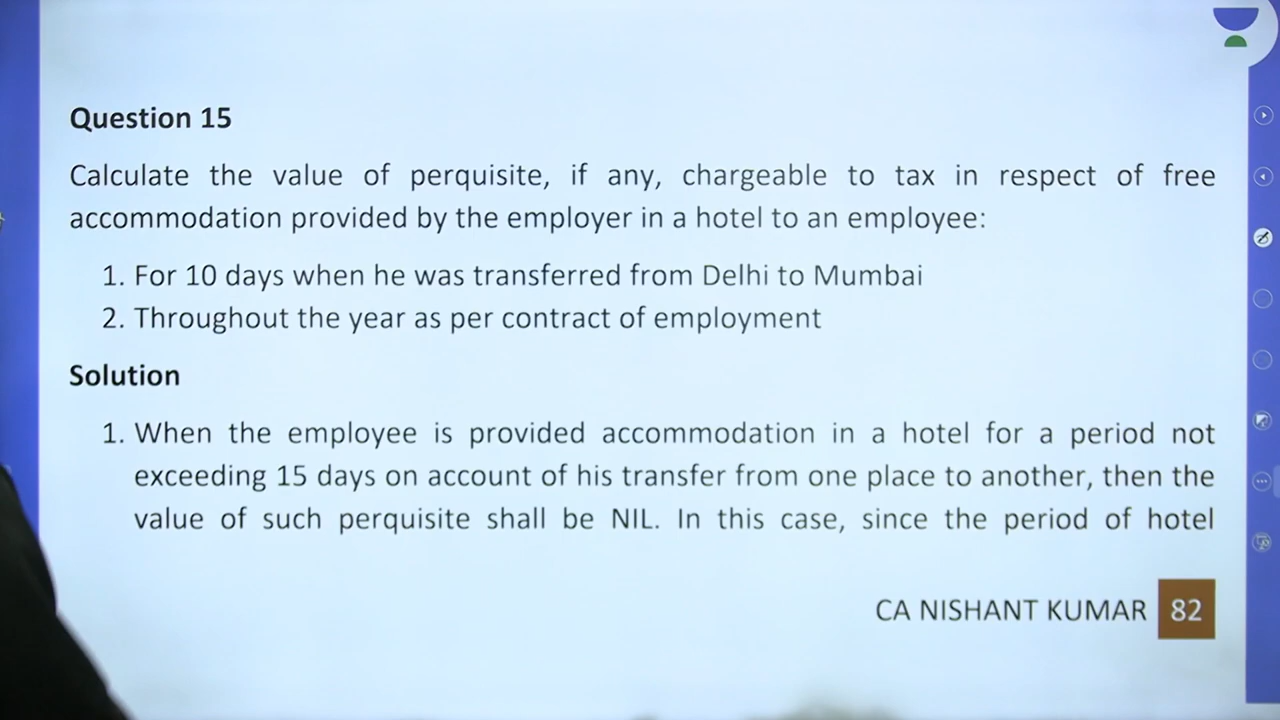 Question 15
Calculate the value of perquisite, if any, chargeable to tax in respect of free
accommodation provided by the employer in a hotel to an employee:
1. For 10 days when he was transferred from Delhi to Mumbai
2. Throughout the year as per contract of employment
Solution
1. When the employee is provided accommodation in a hotel for a period not
exceeding 15 days on account of his transfer from one place to another, then the
value of such perquisite shall be NIL. In this case, since the period of hotel
CA NISHANT KUMAR 82